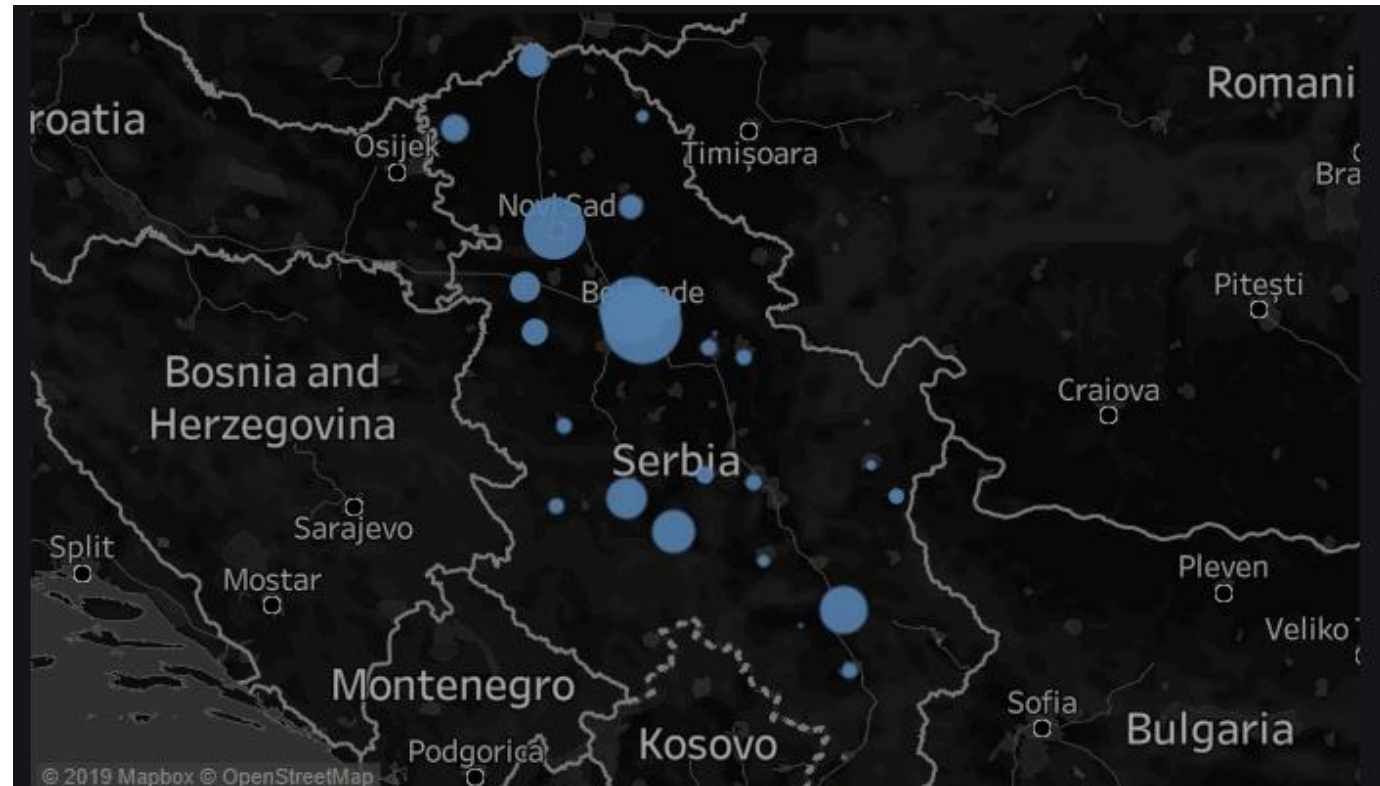 Romani
roatia
Osijek
Timișoara
Bra
Novi Sad
Pitești
Belgrade
Bosnia and
Herzegovina
Craiova
Serbia
Sarajevo
Split
Mostar
Pleven
Veliko
Montenegro
Sofia
Bulgaria
Kosovo
Podgorica
© 2019 Mapbox © OpenStreetMap